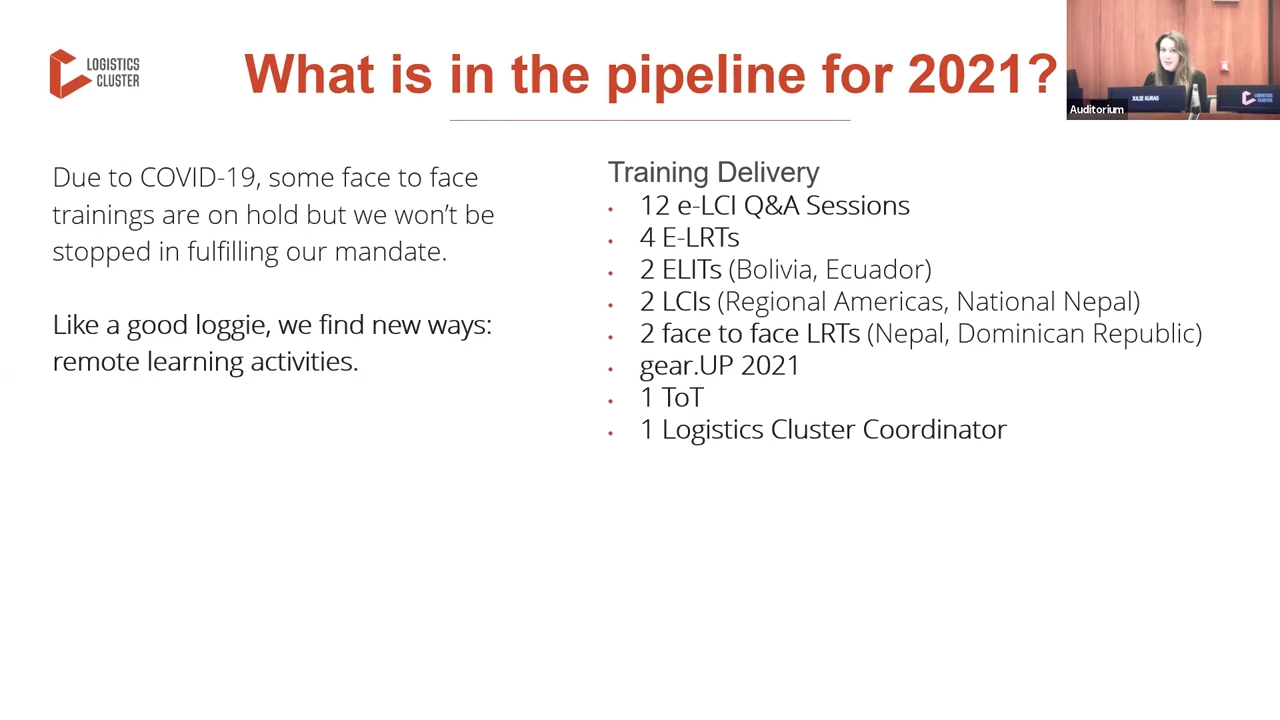 LOGISTICS
CLUSTER
What is in the pipeline for 2021?
JULIE KURAS
Auditorium
Due to COVID-19, some face to face
trainings are on hold but we won’t be
stopped in fulfilling our mandate.
Like a good loggie, we find new ways:
remote learning activities.
Training Delivery
• 12 e-LCI Q&A Sessions
• 4 E-LRTs
• 2 ELITs (Bolivia, Ecuador)
• 2 LCIs (Regional Americas, National Nepal)
• 2 face to face LRTs (Nepal, Dominican Republic)
• gear.UP 2021
• 1 ToT
• 1 Logistics Cluster Coordinator